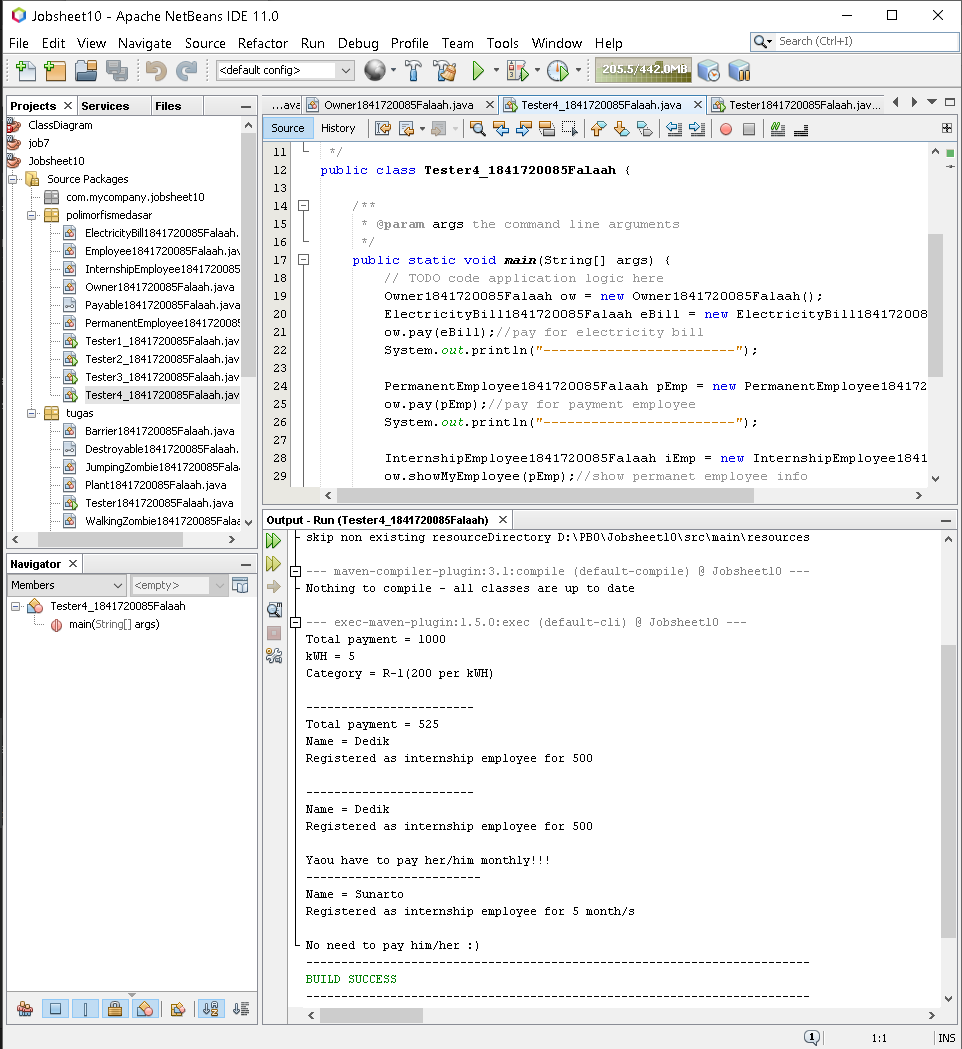 Jobsheet10 - Apache NetBeans IDE 11.0
File Edit View Navigate Source Refactor Run Debug Profile Team Tools Window Help
Search (Ctrl+I)
<default config>
205.5/442.0MB
Projects Services Files
ClassDiagram
job7
Jobsheet10
Source Packages
com.mycompany.jobsheet10
polimorfismedasar
ElectricityBill1841720085Falaah.
Employee1841720085Falaah.java
InternshipEmployee1841720085
Owner1841720085Falaah.java
Payable1841720085Falaah.java
PermanentEmployee1841720085
Tester1_1841720085Falaah.java
Tester2_1841720085Falaah.java
Tester3_1841720085Falaah.jav
Tester4_1841720085Falaah.jav
tugas
Barrier1841720085Falaah.java
Destroyable1841720085Falaah.
JumpingZombie1841720085Fala
Plant1841720085Falaah.java
Tester1841720085Falaah.java
WalkingZombie1841720085Falaa
Navigator
Members <empty>
Tester4_1841720085Falaah
main(String[] args)
...ava Owner1841720085Falaah.java Tester4_1841720085Falaah.java Tester1841720085Falaah.jav...
Source History
11 */
12 public class Tester4_1841720085Falaah {
13
14 /**
15 * @param args the command line arguments
16 */
17 public static void main(String[] args) {
18 // TODO code application logic here
19 Owner1841720085Falaah ow = new Owner1841720085Falaah();
20 ElectricityBill1841720085Falaah eBill = new ElectricityBill184172008
21 ow.pay(eBill);//pay for electricity bill
22 System.out.println("------------------------");
23
24 PermanentEmployee1841720085Falaah pEmp = new PermanentEmployee184172
25 ow.pay(pEmp);//pay for payment employee
26 System.out.println("------------------------");
27
28 InternshipEmployee1841720085Falaah iEmp = new InternshipEmployee1841
29 ow.showMyEmployee(pEmp);//show permanet employee info
Output - Run (Tester4_1841720085Falaah)
skip non existing resourceDirectory D:\PBO\Jobsheet10\src\main\resources
--- maven-compiler-plugin:3.1:compile (default-compile) @ Jobsheet10 ---
Nothing to compile - all classes are up to date
--- exec-maven-plugin:1.5.0:exec (default-cli) @ Jobsheet10 ---
Total payment = 1000
kWH = 5
Category = R-1(200 per kWH)
------------------------
Total payment = 525
Name = Dedik
Registered as internship employee for 500
------------------------
Name = Dedik
Registered as internship employee for 500
Yaou have to pay her/him monthly!!!
-------------------------
Name = Sunarto
Registered as internship employee for 5 month/s
No need to pay him/her :)
------------------------------------------------------------------------
BUILD SUCCESS
------------------------------------------------------------------------
1 1:1 INS